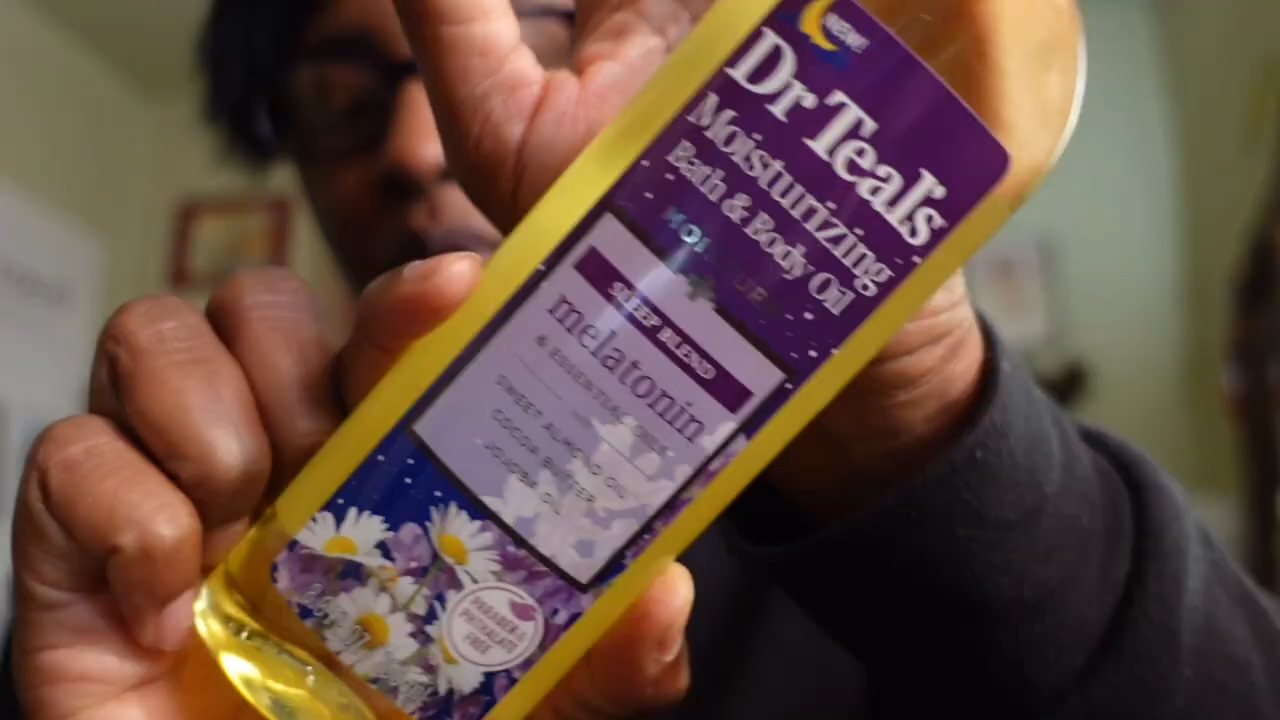 NEW!
Dr Teal's
Moisturizing
Bath & Body Oil
SLEEP BLEND
melatonin
& ESSENTIAL OILS
SWEET ALMOND OIL
COCOA BUTTER
JOJOBA OIL
PARABEN &
PHTHALATE
FREE